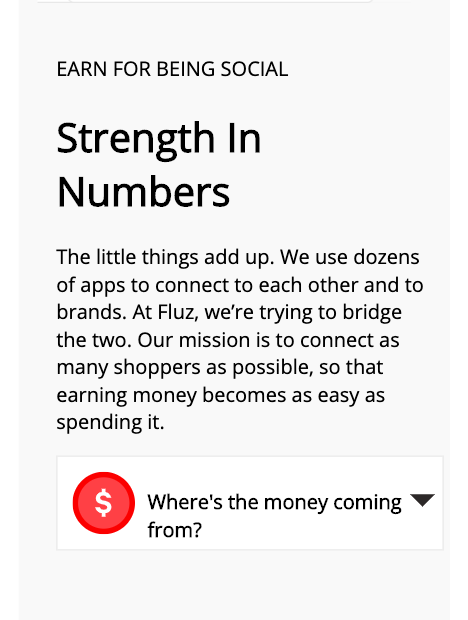 EARN FOR BEING SOCIAL
Strength In
Numbers
The little things add up. We use dozens
of apps to connect to each other and to
brands. At Fluz, we’re trying to bridge
the two. Our mission is to connect as
many shoppers as possible, so that
earning money becomes as easy as
spending it.
$
Where's the money coming
from?